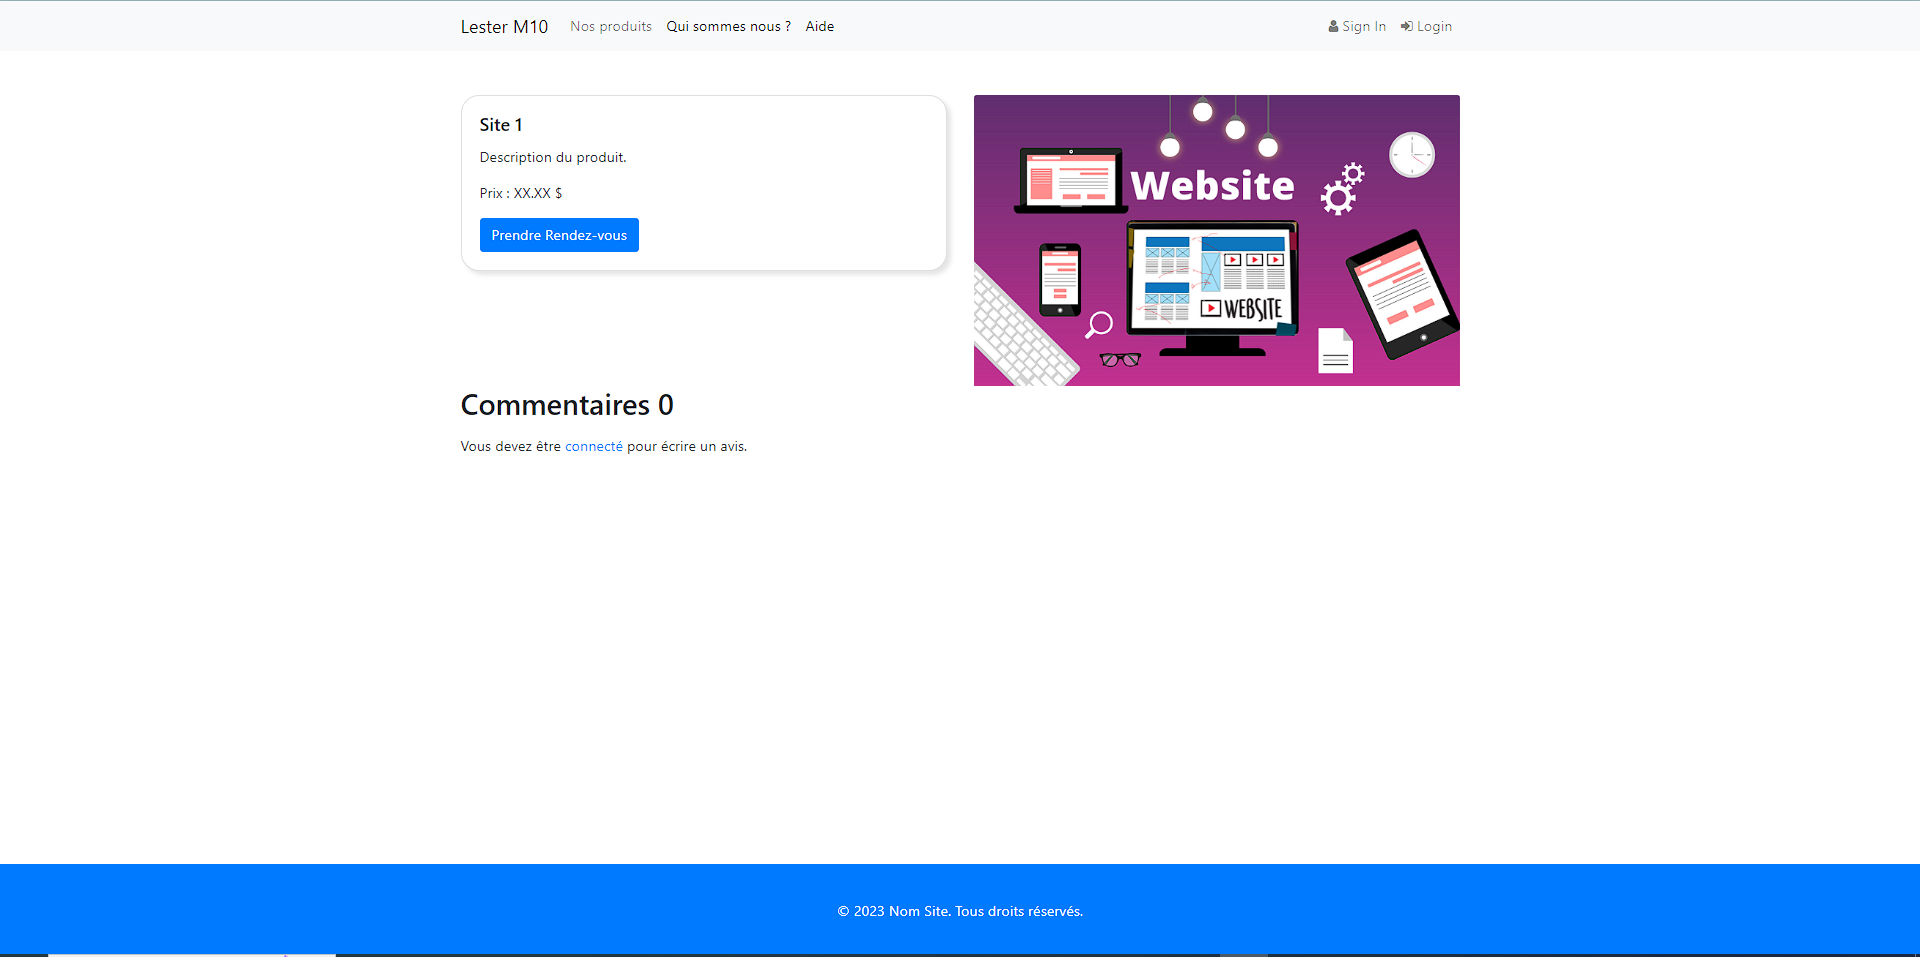 Lester M10 Nos produits Qui sommes nous ? Aide Sign In Login
Site 1
Description du produit.
Prix : XX.XX $
Prendre Rendez-vous
Website
WEBSITE
Commentaires 0
Vous devez être connecté pour écrire un avis.
© 2023 Nom Site. Tous droits réservés.